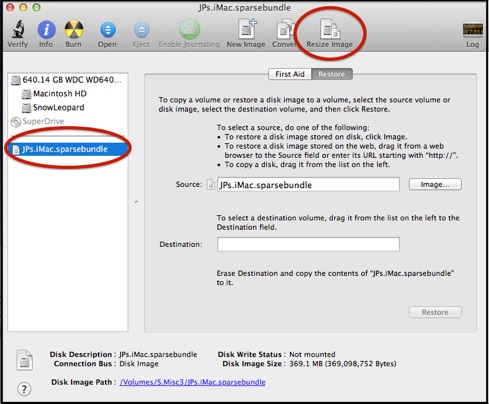 JPs.iMac.sparsebundle
Verify Info Burn Open Eject Enable Journaling New Image Convert Resize Image Log
First Aid Restore
640.14 GB WDC WD640...
Macintosh HD
SnowLeopard
SuperDrive
JPs.iMac.sparsebundle
To copy a volume or restore a disk image to a volume, select the source volume or
disk image, select the destination volume, and then click Restore.
To select a source, do one of the following:
• To restore a disk image stored on disk, click Image.
• To restore a disk image stored on the web, drag it from a web
browser to the Source field or enter its URL starting with "http://".
• To copy a disk, drag it from the list on the left.
Source: JPs.iMac.sparsebundle Image...
To select a destination volume, drag it from the list on the left to the
Destination field.
Destination:
Erase Destination and copy the contents of "JPs.iMac.sparsebundle"
to it.
Restore
Disk Description : JPs.iMac.sparsebundle Disk Write Status : Not mounted
Connection Bus : Disk Image Disk Image Size : 369.1 MB (369,098,752 Bytes)
Disk Image Path : /Volumes/S.Misc3/JPs.iMac.sparsebundle
?